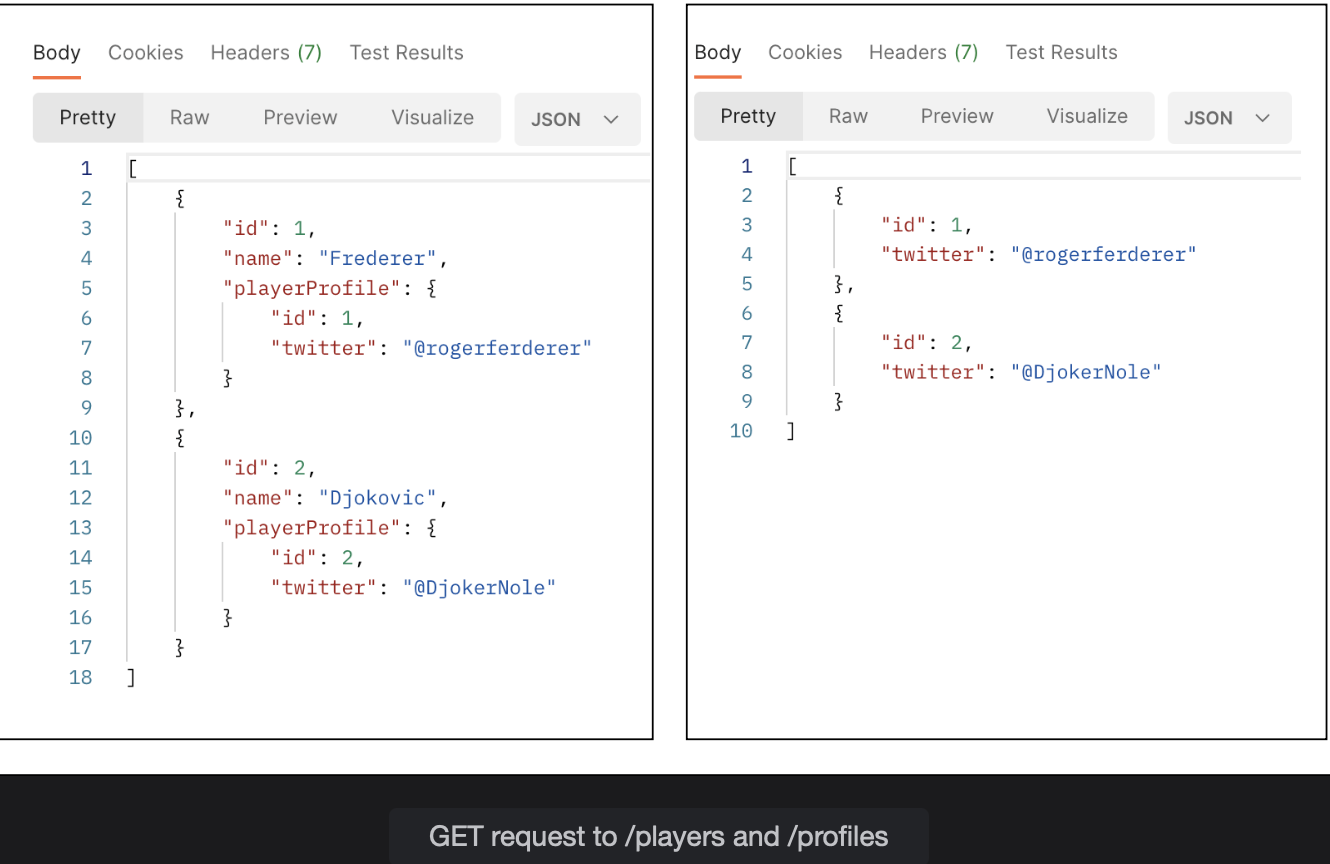 Body Cookies Headers (7) Test Results
Pretty Raw Preview Visualize JSON
1 [
2 {
3 "id": 1,
4 "name": "Frederer",
5 "playerProfile": {
6 "id": 1,
7 "twitter": "@rogerferderer"
8 }
9 },
10 {
11 "id": 2,
12 "name": "Djokovic",
13 "playerProfile": {
14 "id": 2,
15 "twitter": "@DjokerNole"
16 }
17 }
18 ]
Body Cookies Headers (7) Test Results
Pretty Raw Preview Visualize JSON
1 [
2 {
3 "id": 1,
4 "twitter": "@rogerferderer"
5 },
6 {
7 "id": 2,
8 "twitter": "@DjokerNole"
9 }
10 ]
GET request to /players and /profiles